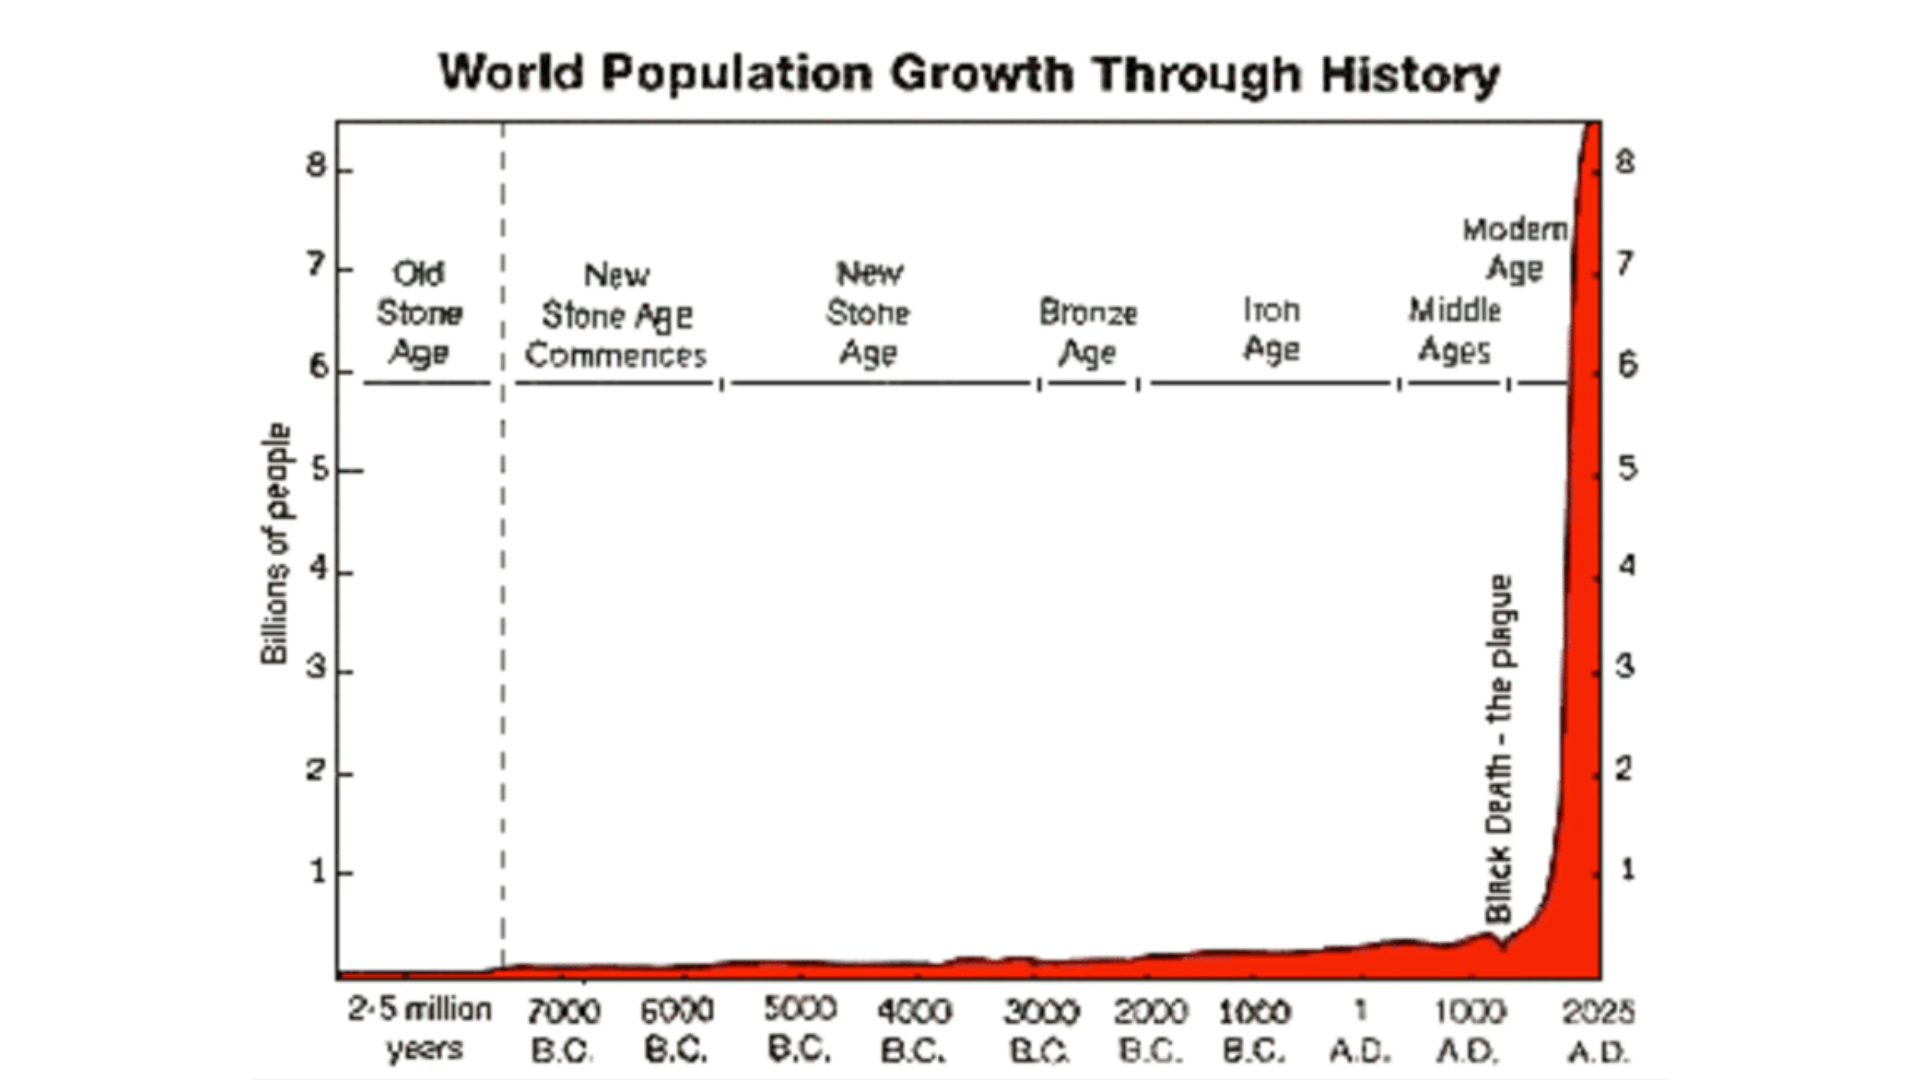 World Population Growth Through History
8
7
6
5
4
3
2
1
Billions of people
Old
Stone
Age
New
Stone Age
Commences
New
Stone
Age
Bronze
Age
Iron
Age
Middle
Ages
Modern
Age
Black Death - the plague
8
7
6
5
4
3
2
1
2-5 million
years
7000
B.C.
6000
B.C.
5000
B.C.
4000
B.C.
3000
B.C.
2000
B.C.
1000
B.C.
1
A.D.
1000
A.D.
2025
A.D.